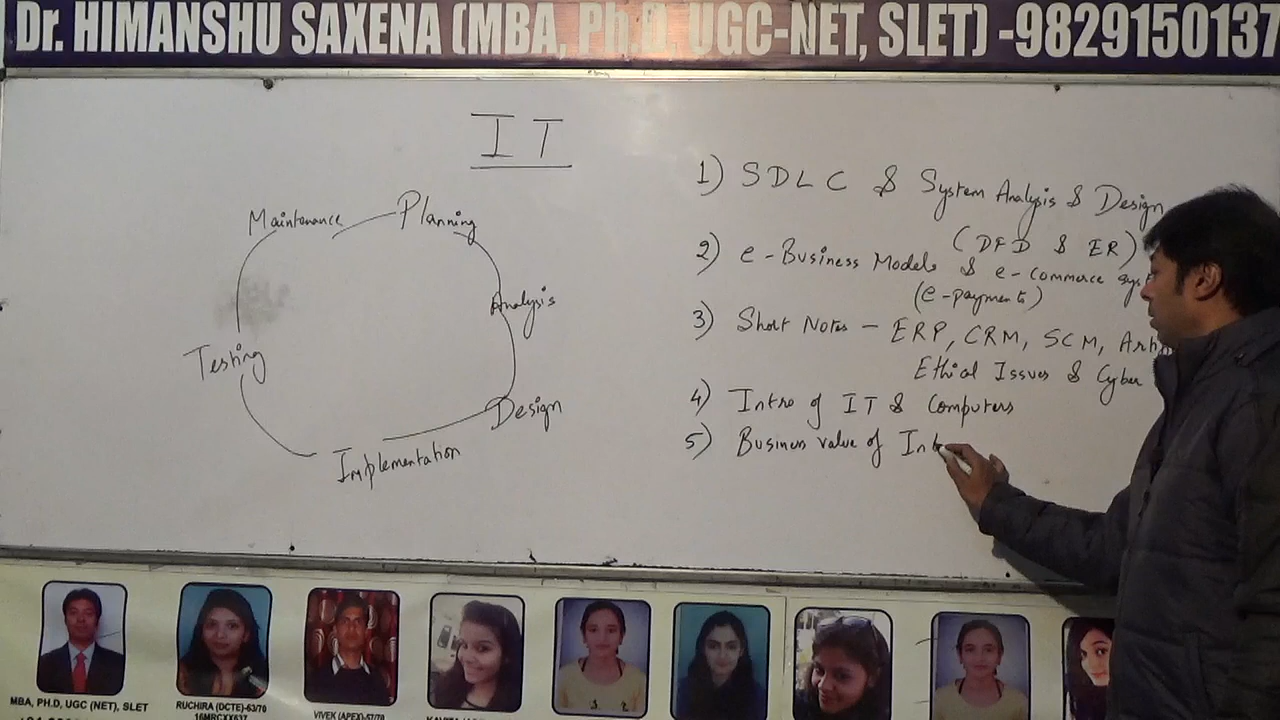 Dr. HIMANSHU SAXENA (MBA, Ph.D, UGC-NET, SLET) -9829150137
IT
Maintenance
Planning
Analysis
Testing
Design
Implementation
1) SDLC & System Analysis & Design
(DFD & ER)
2) e-Business Models & e-commerce sys
(e-payments)
3) Short Notes - ERP, CRM, SCM,
Ethical Issues & Cyber
4) Intro of IT & Computers
5) Business value of Int
MBA, PH.D, UGC (NET), SLET
RUCHIRA (DCTE)-63/70
VIVEK (APEX)-57/70